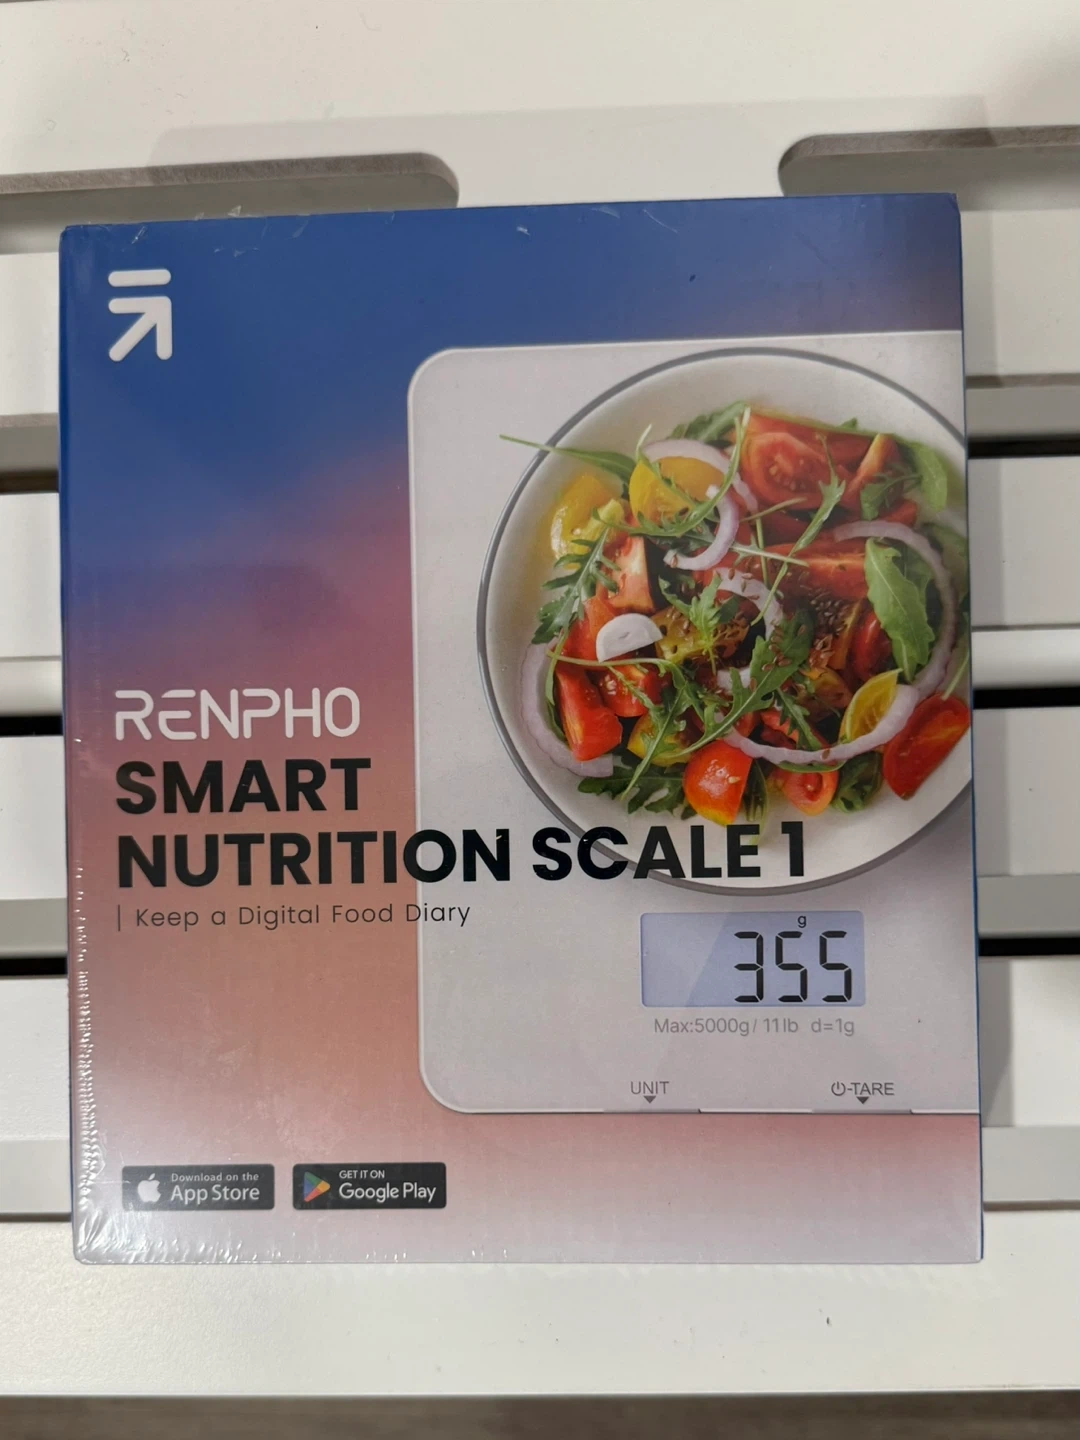 RENPHO
SMART
NUTRITION SCALE 1
| Keep a Digital Food Diary
g
355
Max:5000g/ 11lb d=1g
UNIT
-TARE
Download on the
App Store
GET IT ON
Google Play